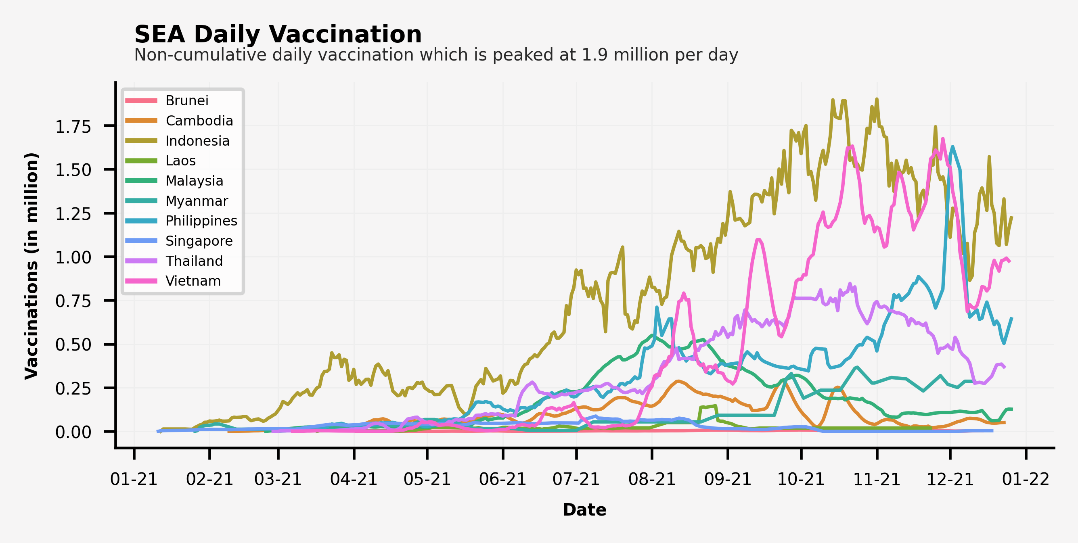 SEA Daily Vaccination
Non-cumulative daily vaccination which is peaked at 1.9 million per day
Brunei
Cambodia
Indonesia
Laos
Malaysia
Myanmar
Philippines
Singapore
Thailand
Vietnam
Vaccinations (in million)
1.75
1.50
1.25
1.00
0.75
0.50
0.25
0.00
01-21 02-21 03-21 04-21 05-21 06-21 07-21 08-21 09-21 10-21 11-21 12-21 01-22
Date